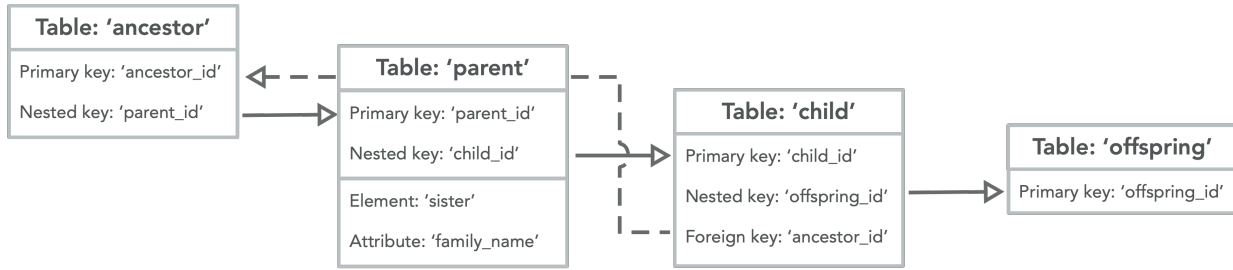 Table: ‘ancestor’
Primary key: ‘ancestor_id’
Nested key: ‘parent_id’
Table: ‘parent’
Primary key: ‘parent_id’
Nested key: ‘child_id’
Element: ‘sister’
Attribute: ‘family_name’
Table: ‘child’
Primary key: ‘child_id’
Nested key: ‘offspring_id’
Foreign key: ‘ancestor_id’
Table: ‘offspring’
Primary key: ‘offspring_id’